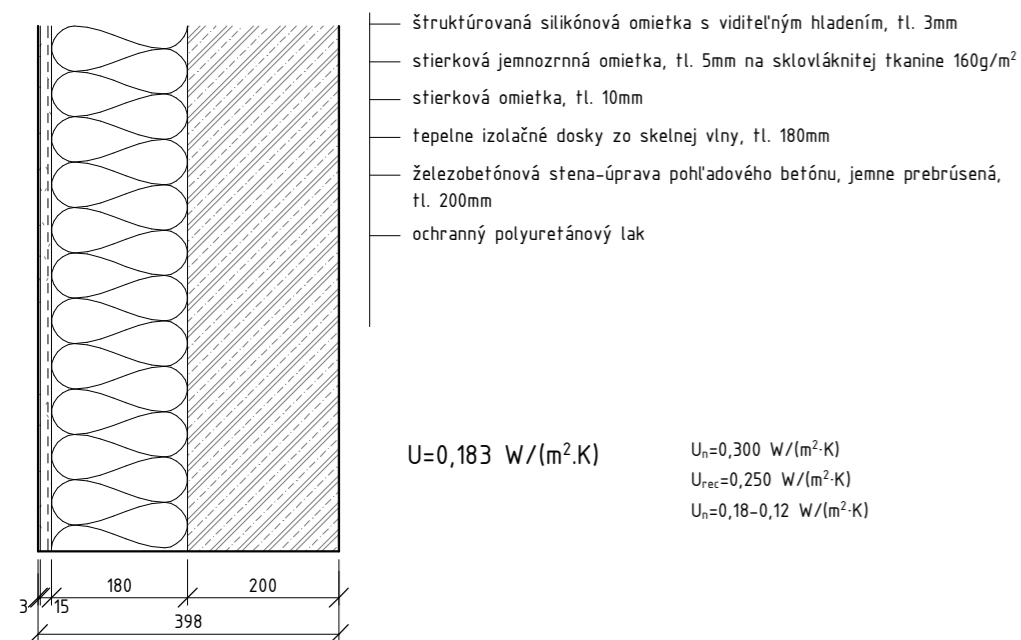 štruktúrovaná silikónová omietka s viditeľným hladením, tl. 3mm
stierková jemnozrnná omietka, tl. 5mm na sklovláknitej tkanine 160g/m²
stierková omietka, tl. 10mm
tepelne izolačné dosky zo skelnej vlny, tl. 180mm
železobetónová stena-úprava pohľadového betónu, jemne prebrúsená,
tl. 200mm
ochranný polyuretánový lak
U=0,183 W/(m².K)
Uₙ=0,300 W/(m²·K)
Uᵣₑc=0,250 W/(m²·K)
Uₙ=0,18-0,12 W/(m²·K)
3 15 180 200
398